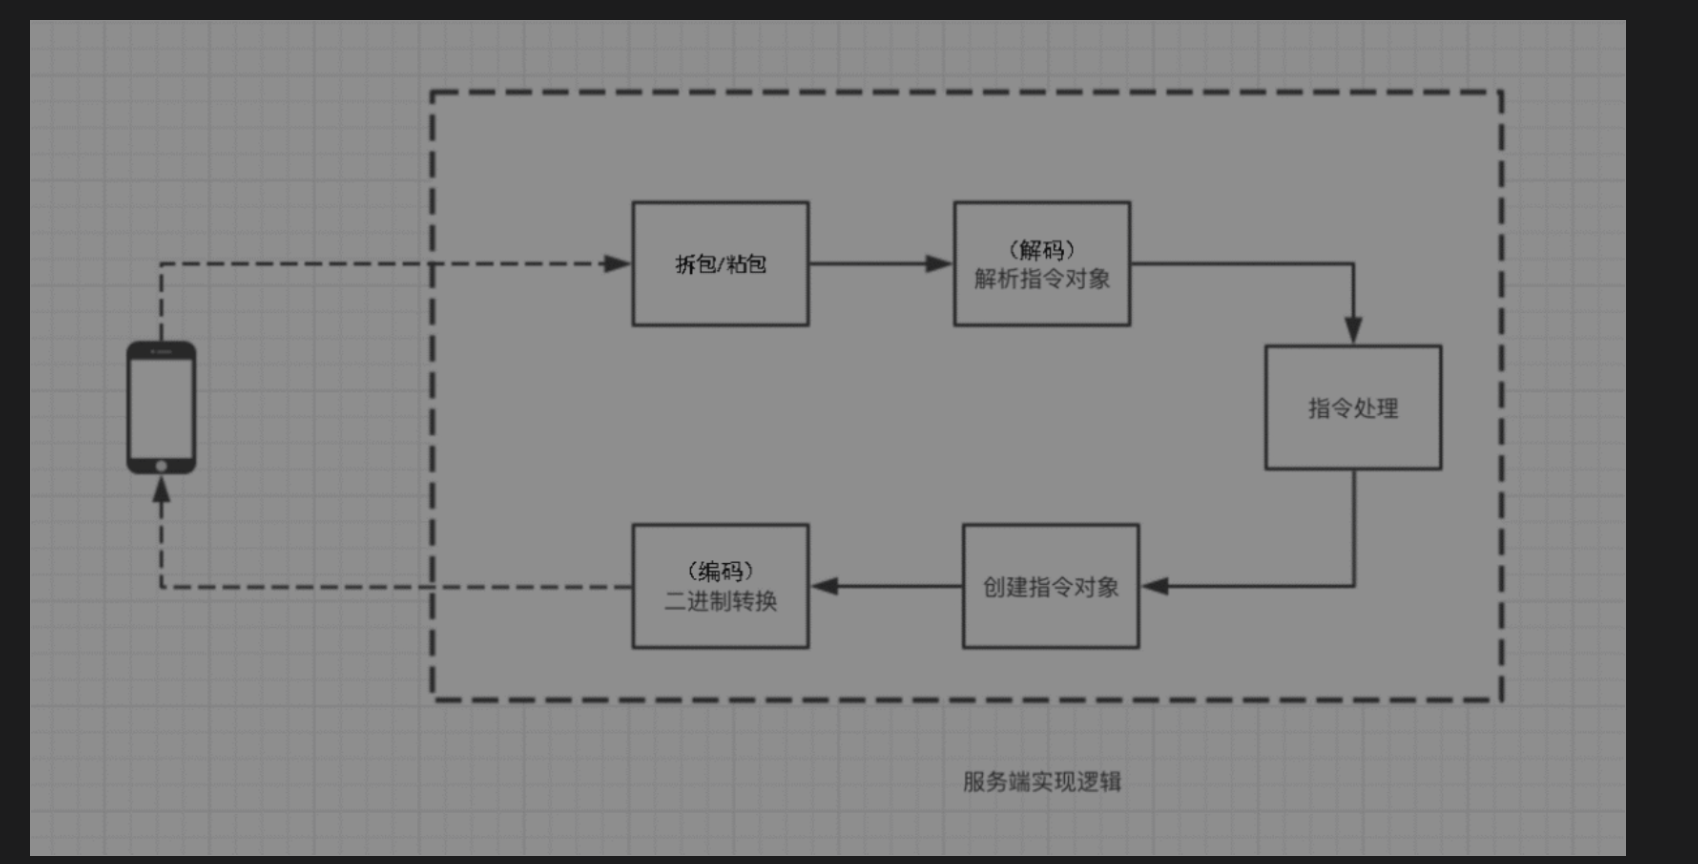 拆包/粘包
（解码）
解析指令对象
指令处理
（编码）
二进制转换
创建指令对象
服务端实现逻辑